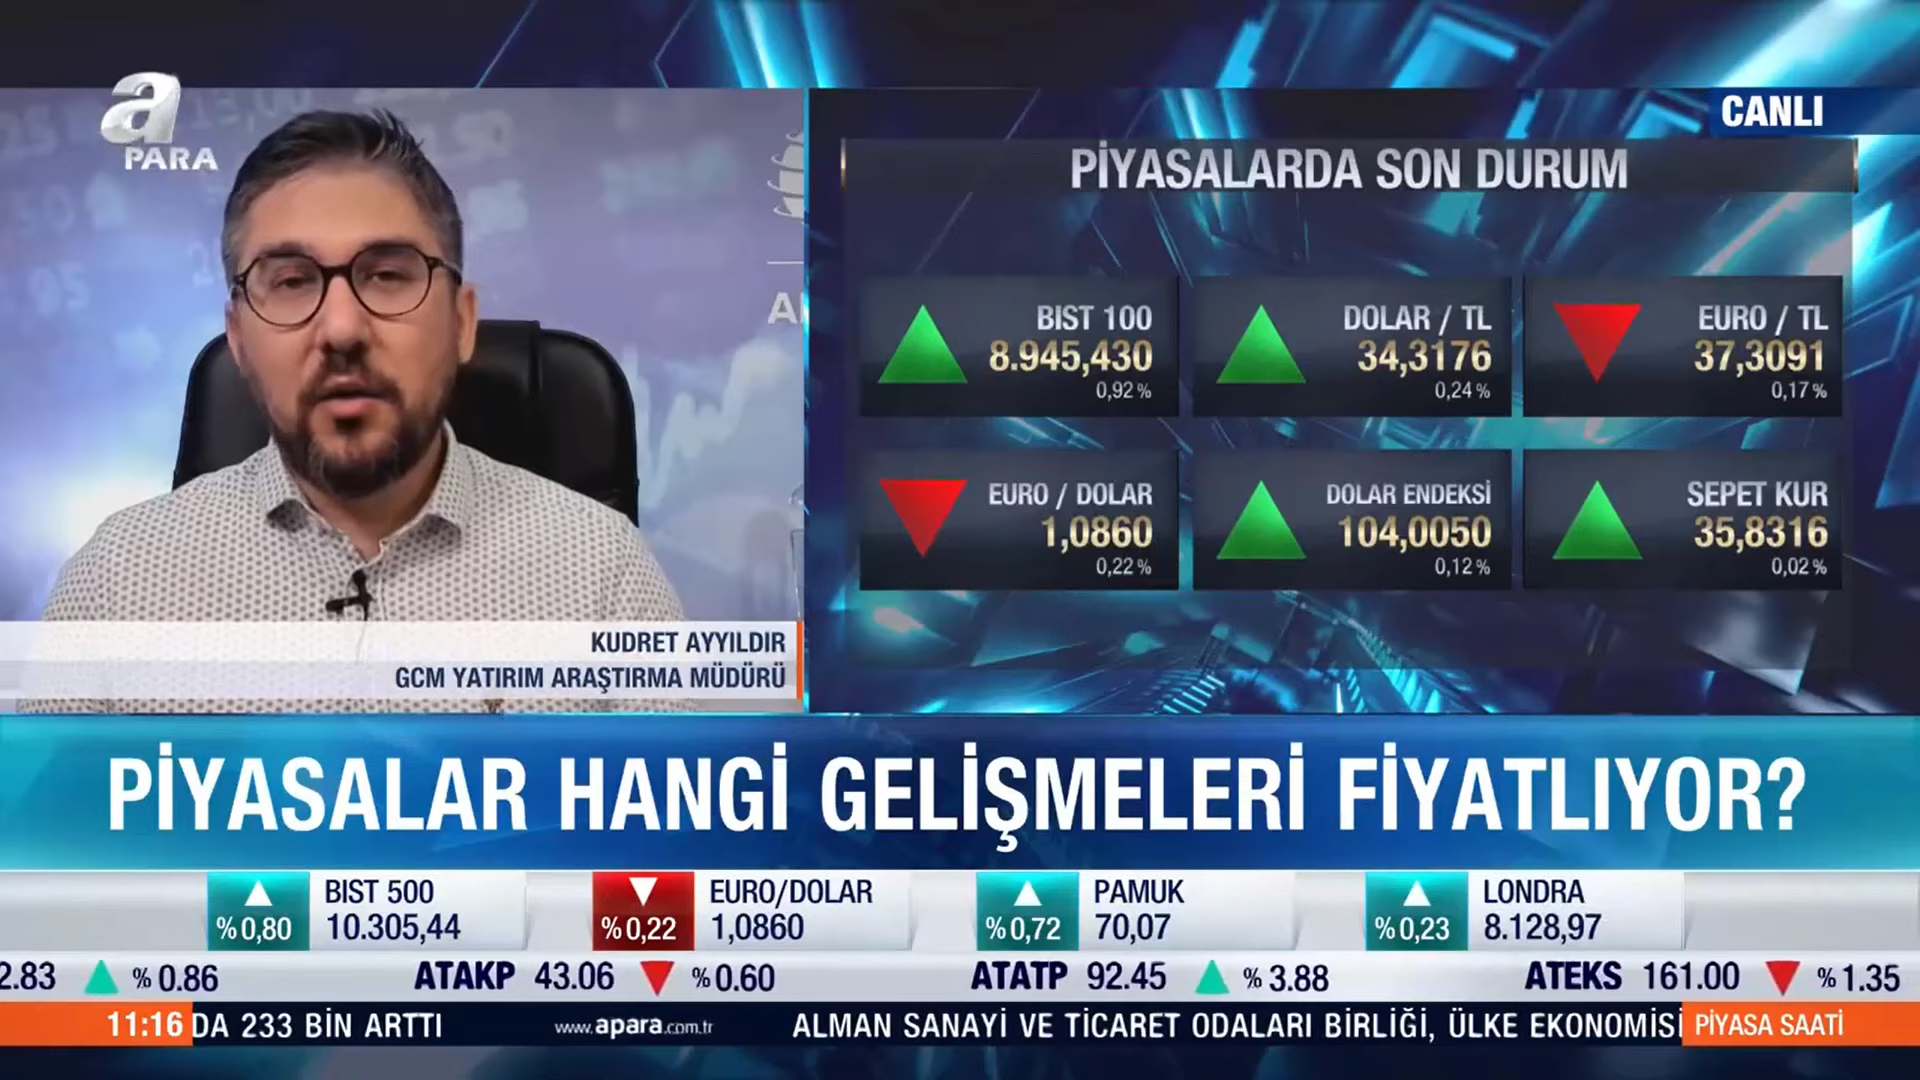 a
PARA
CANLI
PİYASALARDA SON DURUM
BIST 100
8.945,430
0,92 %
DOLAR / TL
34,3176
0,24 %
EURO / TL
37,3091
0,17 %
EURO / DOLAR
1,0860
0,22 %
DOLAR ENDEKSİ
104,0050
0,12 %
SEPET KUR
35,8316
0,02 %
KUDRET AYYILDIR
GCM YATIRIM ARAŞTIRMA MÜDÜRÜ
PİYASALAR HANGİ GELİŞMELERİ FİYATLIYOR?
% 0,80 BIST 500 10.305,44
% 0,22 EURO/DOLAR 1,0860
% 0,72 PAMUK 70,07
% 0,23 LONDRA 8.128,97
2.83 % 0.86 ATAKP 43.06 % 0.60 ATATP 92.45 % 3.88 ATEKS 161.00 % 1.35
11:16 DA 233 BİN ARTTI www.apara.com.tr ALMAN SANAYİ VE TİCARET ODALARI BİRLİĞİ, ÜLKE EKONOMİSİ PİYASA SAATİ